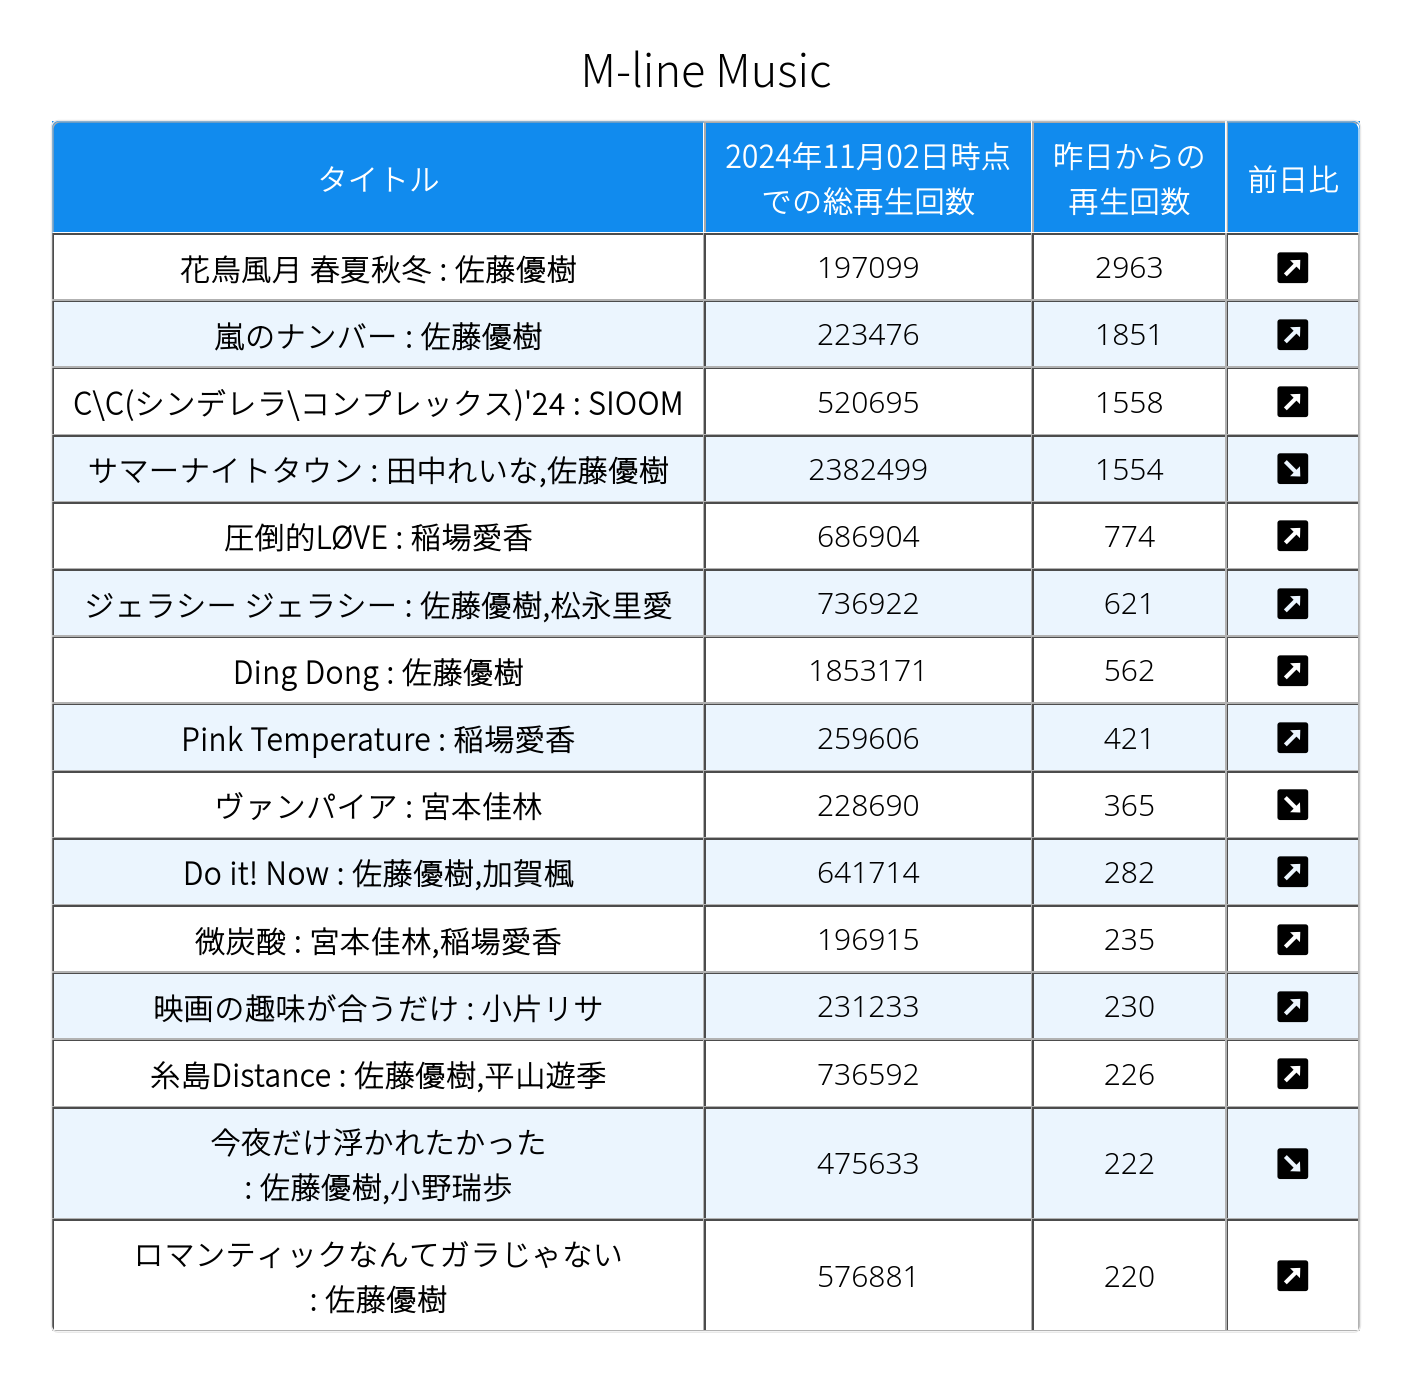 M-line Music
タイトル
2024年11月02日時点
での総再生回数
昨日からの
再生回数
前日比
花鳥風月 春夏秋冬 : 佐藤優樹 197099 2963
嵐のナンバー : 佐藤優樹 223476 1851
C\C(シンデレラ\コンプレックス)'24 : SIOOM 520695 1558
サマーナイトタウン : 田中れいな,佐藤優樹 2382499 1554
圧倒的LØVE : 稲場愛香 686904 774
ジェラシー ジェラシー : 佐藤優樹,松永里愛 736922 621
Ding Dong : 佐藤優樹 1853171 562
Pink Temperature : 稲場愛香 259606 421
ヴァンパイア : 宮本佳林 228690 365
Do it! Now : 佐藤優樹,加賀楓 641714 282
微炭酸 : 宮本佳林,稲場愛香 196915 235
映画の趣味が合うだけ : 小片リサ 231233 230
糸島Distance : 佐藤優樹,平山遊季 736592 226
今夜だけ浮かれたかった
: 佐藤優樹,小野瑞歩 475633 222
ロマンティックなんてガラじゃない
: 佐藤優樹 576881 220